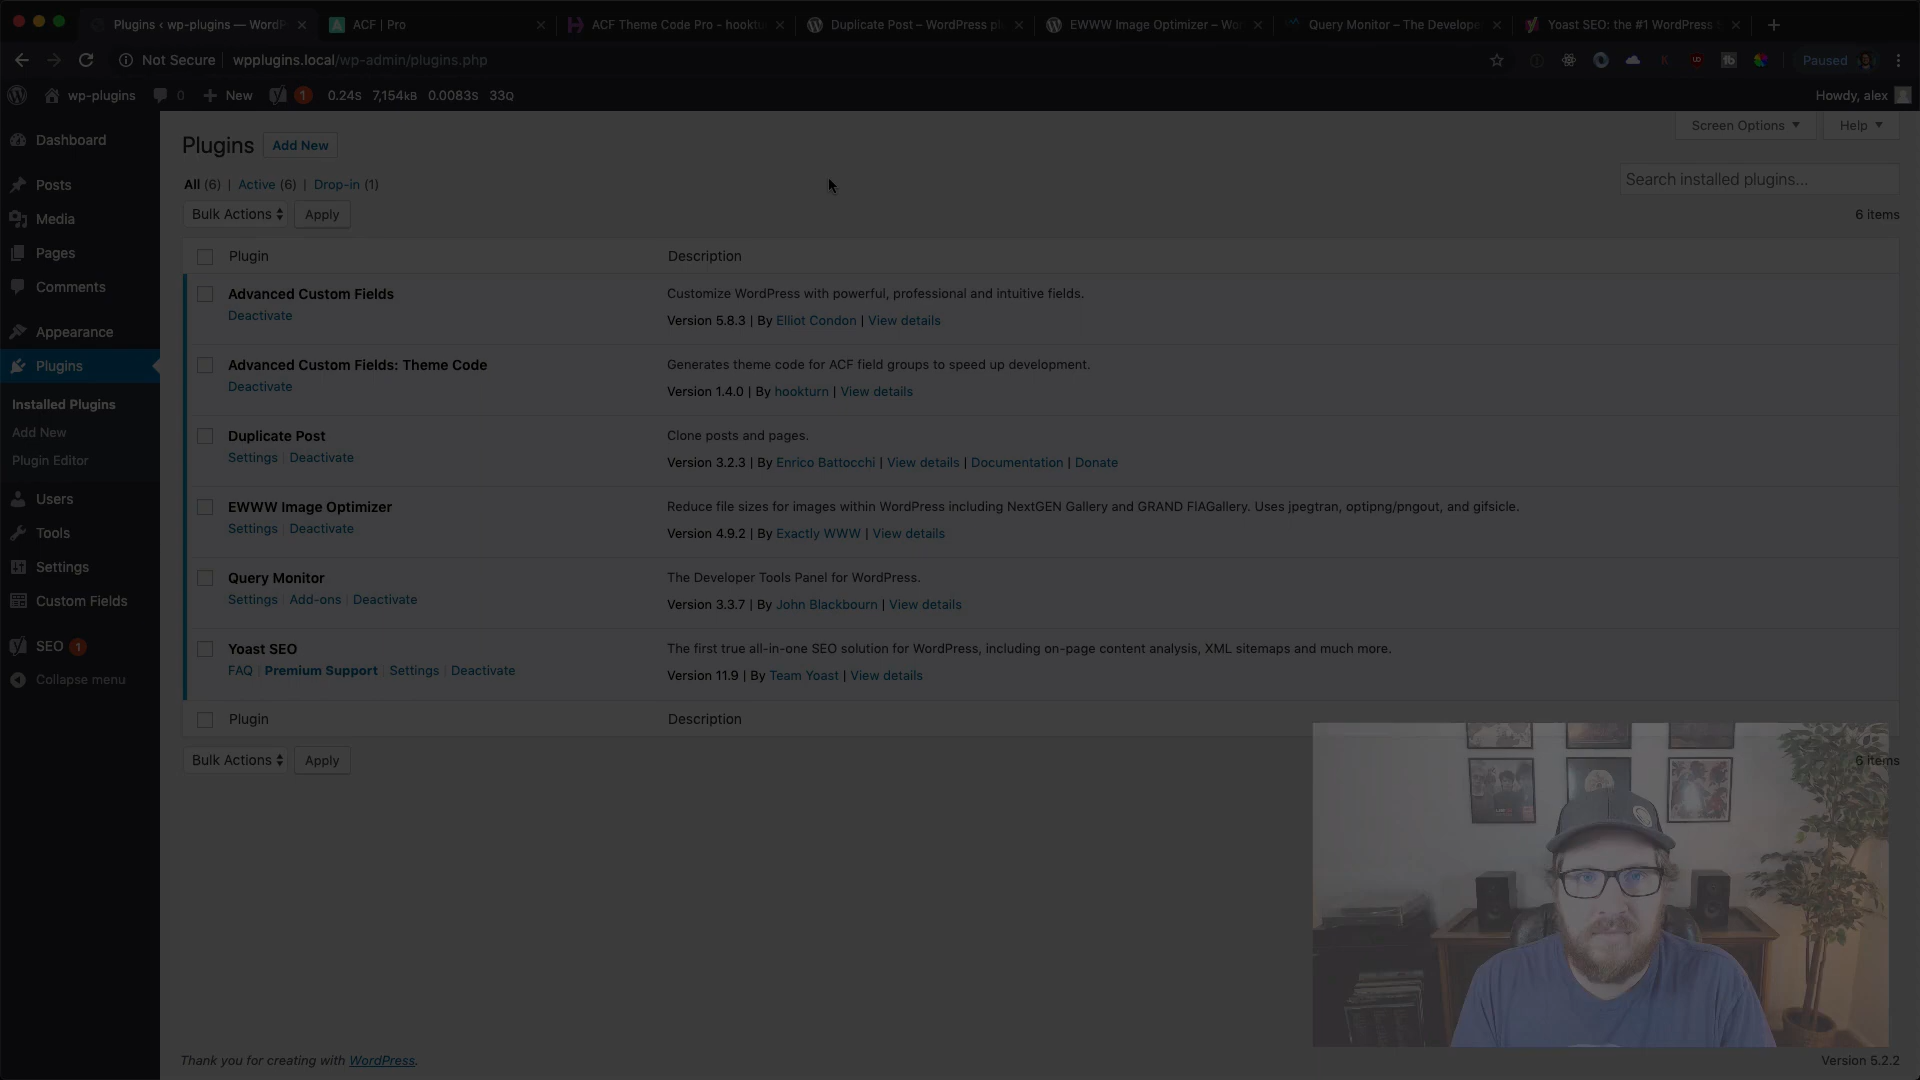 Plugins ‹ wp-plugins — WordP
ACF | Pro
ACF Theme Code Pro - hooktu
Duplicate Post – WordPress pl
EWWW Image Optimizer – Wor
Query Monitor – The Develope
Yoast SEO: the #1 WordPress S
Not Secure | wpplugins.local/wp-admin/plugins.php
Paused
wp-plugins
0
New
1
0.24s 7,154kB 0.0083s 33Q
Howdy, alex
Dashboard
Posts
Media
Pages
Comments
Appearance
Plugins
Installed Plugins
Add New
Plugin Editor
Users
Tools
Settings
Custom Fields
SEO 1
Collapse menu
Plugins Add New
Screen Options
Help
All (6) | Active (6) | Drop-in (1)
Search installed plugins...
Bulk Actions Apply
6 items
Plugin Description
Advanced Custom Fields
Deactivate
Customize WordPress with powerful, professional and intuitive fields.
Version 5.8.3 | By Elliot Condon | View details
Advanced Custom Fields: Theme Code
Deactivate
Generates theme code for ACF field groups to speed up development.
Version 1.4.0 | By hookturn | View details
Duplicate Post
Settings | Deactivate
Clone posts and pages.
Version 3.2.3 | By Enrico Battocchi | View details | Documentation | Donate
EWWW Image Optimizer
Settings | Deactivate
Reduce file sizes for images within WordPress including NextGEN Gallery and GRAND FlAGallery. Uses jpegtran, optipng/pngout, and gifsicle.
Version 4.9.2 | By Exactly WWW | View details
Query Monitor
Settings | Add-ons | Deactivate
The Developer Tools Panel for WordPress.
Version 3.3.7 | By John Blackbourn | View details
Yoast SEO
FAQ | Premium Support | Settings | Deactivate
The first true all-in-one SEO solution for WordPress, including on-page content analysis, XML sitemaps and much more.
Version 11.9 | By Team Yoast | View details
Plugin Description
Bulk Actions Apply
6 items
Thank you for creating with WordPress.
Version 5.2.2